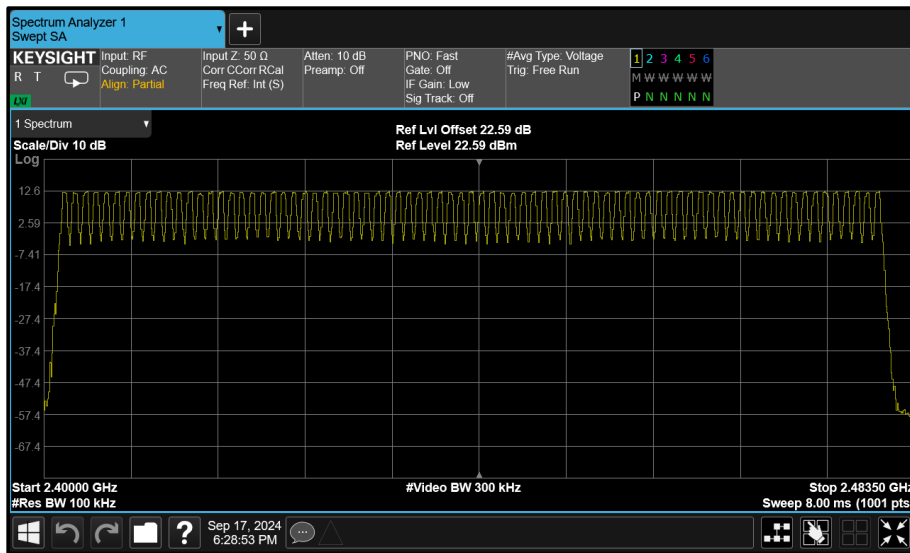 Spectrum Analyzer 1
Swept SA
+
KEYSIGHT
R T
LXI
Input: RF
Coupling: AC
Align: Partial
Input Z: 50 Ω
Corr CCorr RCal
Freq Ref: Int (S)
Atten: 10 dB
Preamp: Off
PNO: Fast
Gate: Off
IF Gain: Low
Sig Track: Off
#Avg Type: Voltage
Trig: Free Run
1 2 3 4 5 6
M W W W W W
P N N N N N
1 Spectrum
Scale/Div 10 dB
Ref Lvl Offset 22.59 dB
Ref Level 22.59 dBm
Log
12.6
2.59
-7.41
-17.4
-27.4
-37.4
-47.4
-57.4
-67.4
Start 2.40000 GHz
#Res BW 100 kHz
#Video BW 300 kHz
Stop 2.48350 GHz
Sweep 8.00 ms (1001 pts)
?
Sep 17, 2024
6:28:53 PM